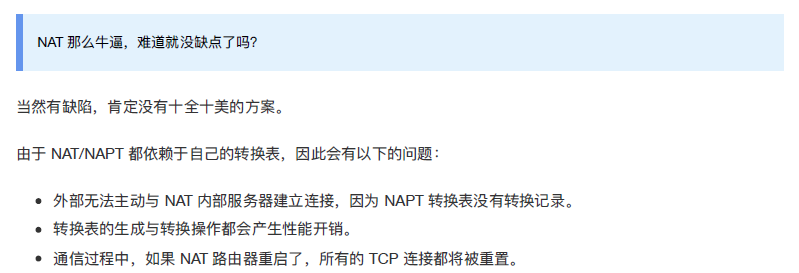 NAT 那么牛逼，难道就没缺点了吗？
当然有缺陷，肯定没有十全十美的方案。
由于 NAT/NAPT 都依赖于自己的转换表，因此会有以下的问题：
• 外部无法主动与 NAT 内部服务器建立连接，因为 NAPT 转换表没有转换记录。
• 转换表的生成与转换操作都会产生性能开销。
• 通信过程中，如果 NAT 路由器重启了，所有的 TCP 连接都将被重置。